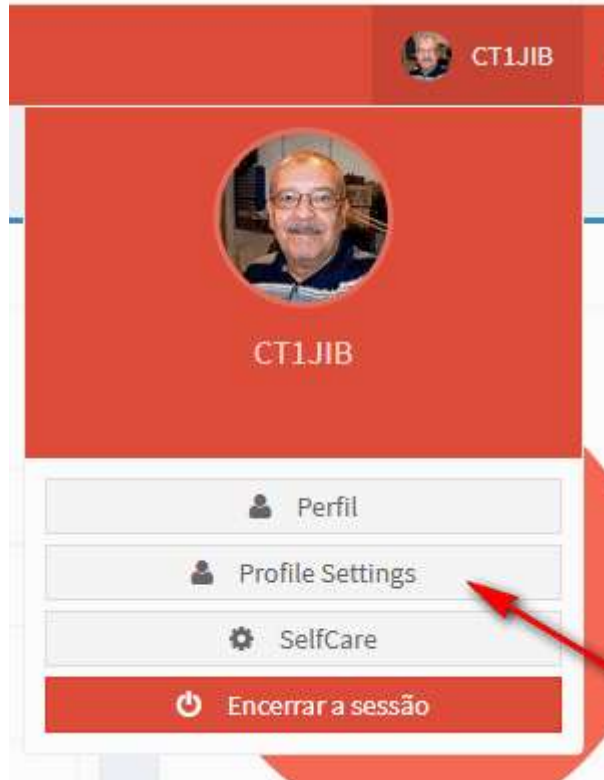 CT1JIB
CT1JIB
Perfil
Profile Settings
SelfCare
Encerrar a sessão